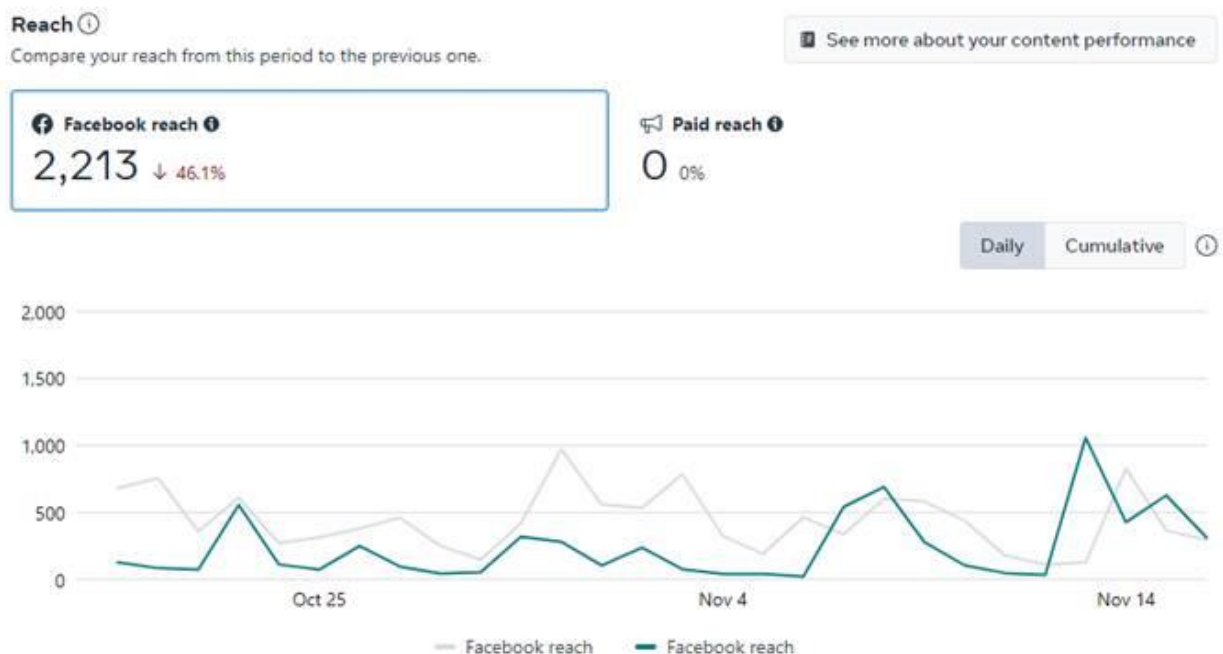 Reach
Compare your reach from this period to the previous one.
See more about your content performance
Facebook reach
2,213 ↓ 46.1%
Paid reach
0 0%
Daily Cumulative
2,000
1,500
1,000
500
0
Oct 25 Nov 4 Nov 14
Facebook reach Facebook reach